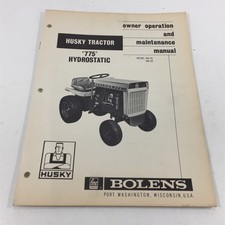 owner operation
and
maintenance
manual
HUSKY TRACTOR
'775'
HYDROSTATIC
HUSKY
BOLENS
PORT WASHINGTON, WISCONSIN, U.S.A.